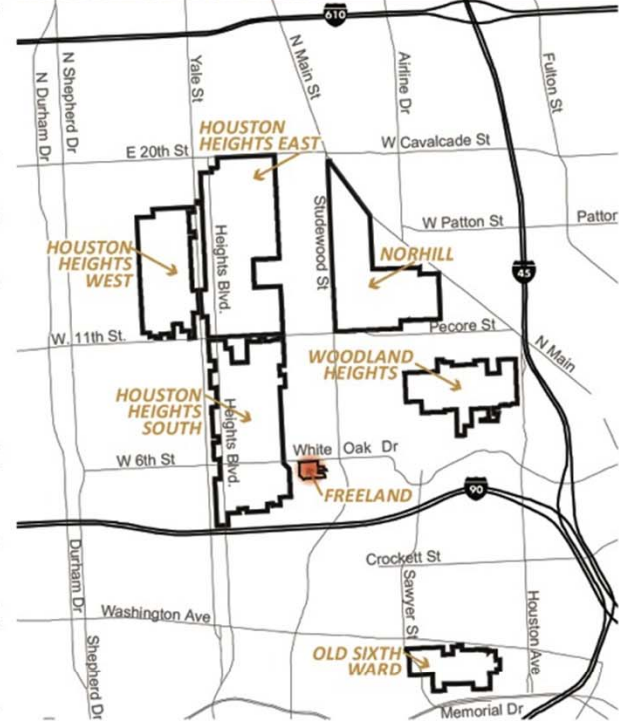 610
N Durham Dr
N Shepherd Dr
Yale St
N Main St
Airline Dr
Fulton St
HOUSTON
HEIGHTS EAST
E 20th St
W Cavalcade St
Heights Blvd.
Studewood St
W Patton St
Pattor
HOUSTON
HEIGHTS
WEST
NORHILL
45
W. 11th St.
Pecore St
N Main
WOODLAND
HEIGHTS
HOUSTON
HEIGHTS
SOUTH
Heights Blvd.
White Oak Dr
W 6th St
FREELAND
90
Durham Dr
Crockett St
Sawyer St
Houston Ave
Washington Ave
Shepherd Dr
OLD SIXTH
WARD
Memorial Dr